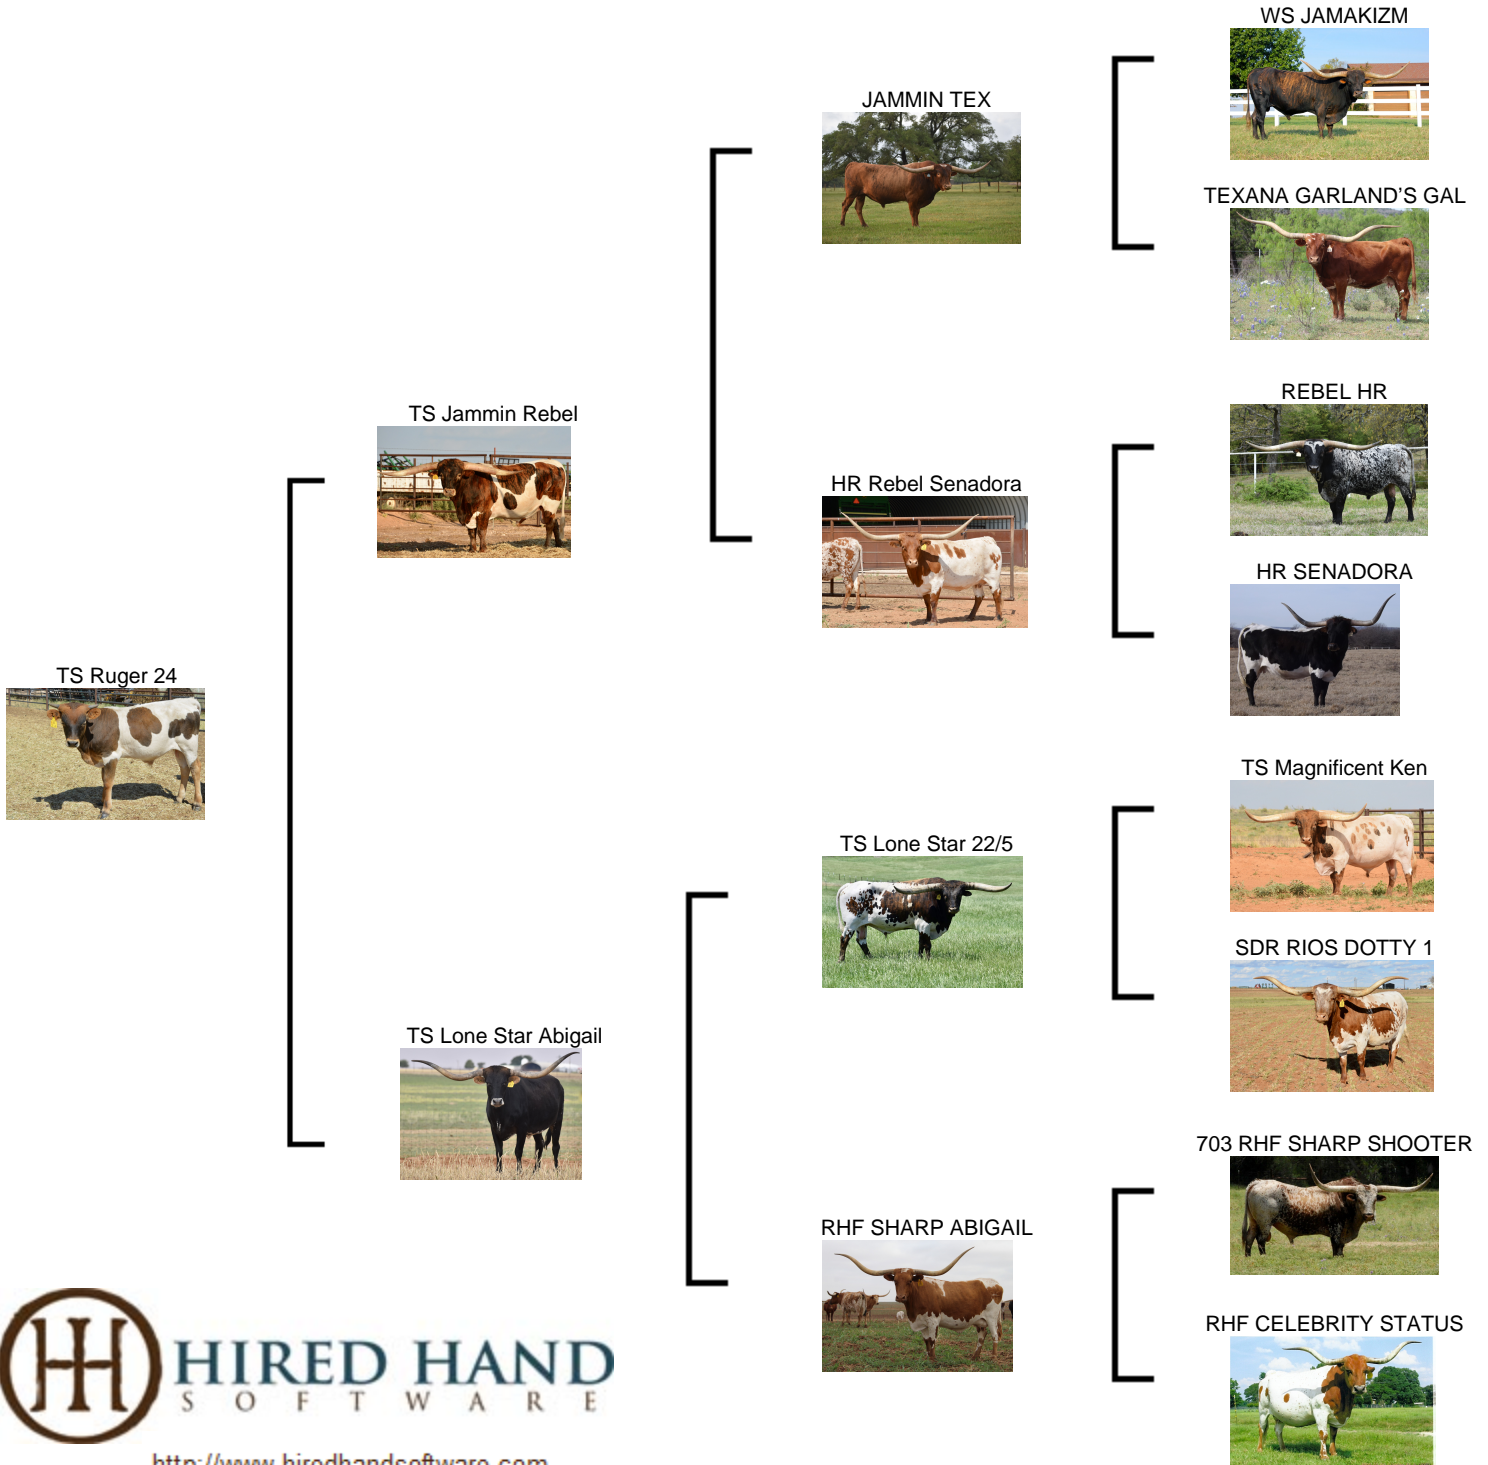 WS JAMAKIZM
JAMMIN TEX
TEXANA GARLAND'S GAL
REBEL HR
TS Jammin Rebel
HR Rebel Senadora
HR SENADORA
TS Ruger 24
TS Magnificent Ken
TS Lone Star 22/5
SDR RIOS DOTTY 1
TS Lone Star Abigail
703 RHF SHARP SHOOTER
RHF SHARP ABIGAIL
RHF CELEBRITY STATUS
HIRED HAND
SOFTWARE
http://www.hiredhandsoftware.com